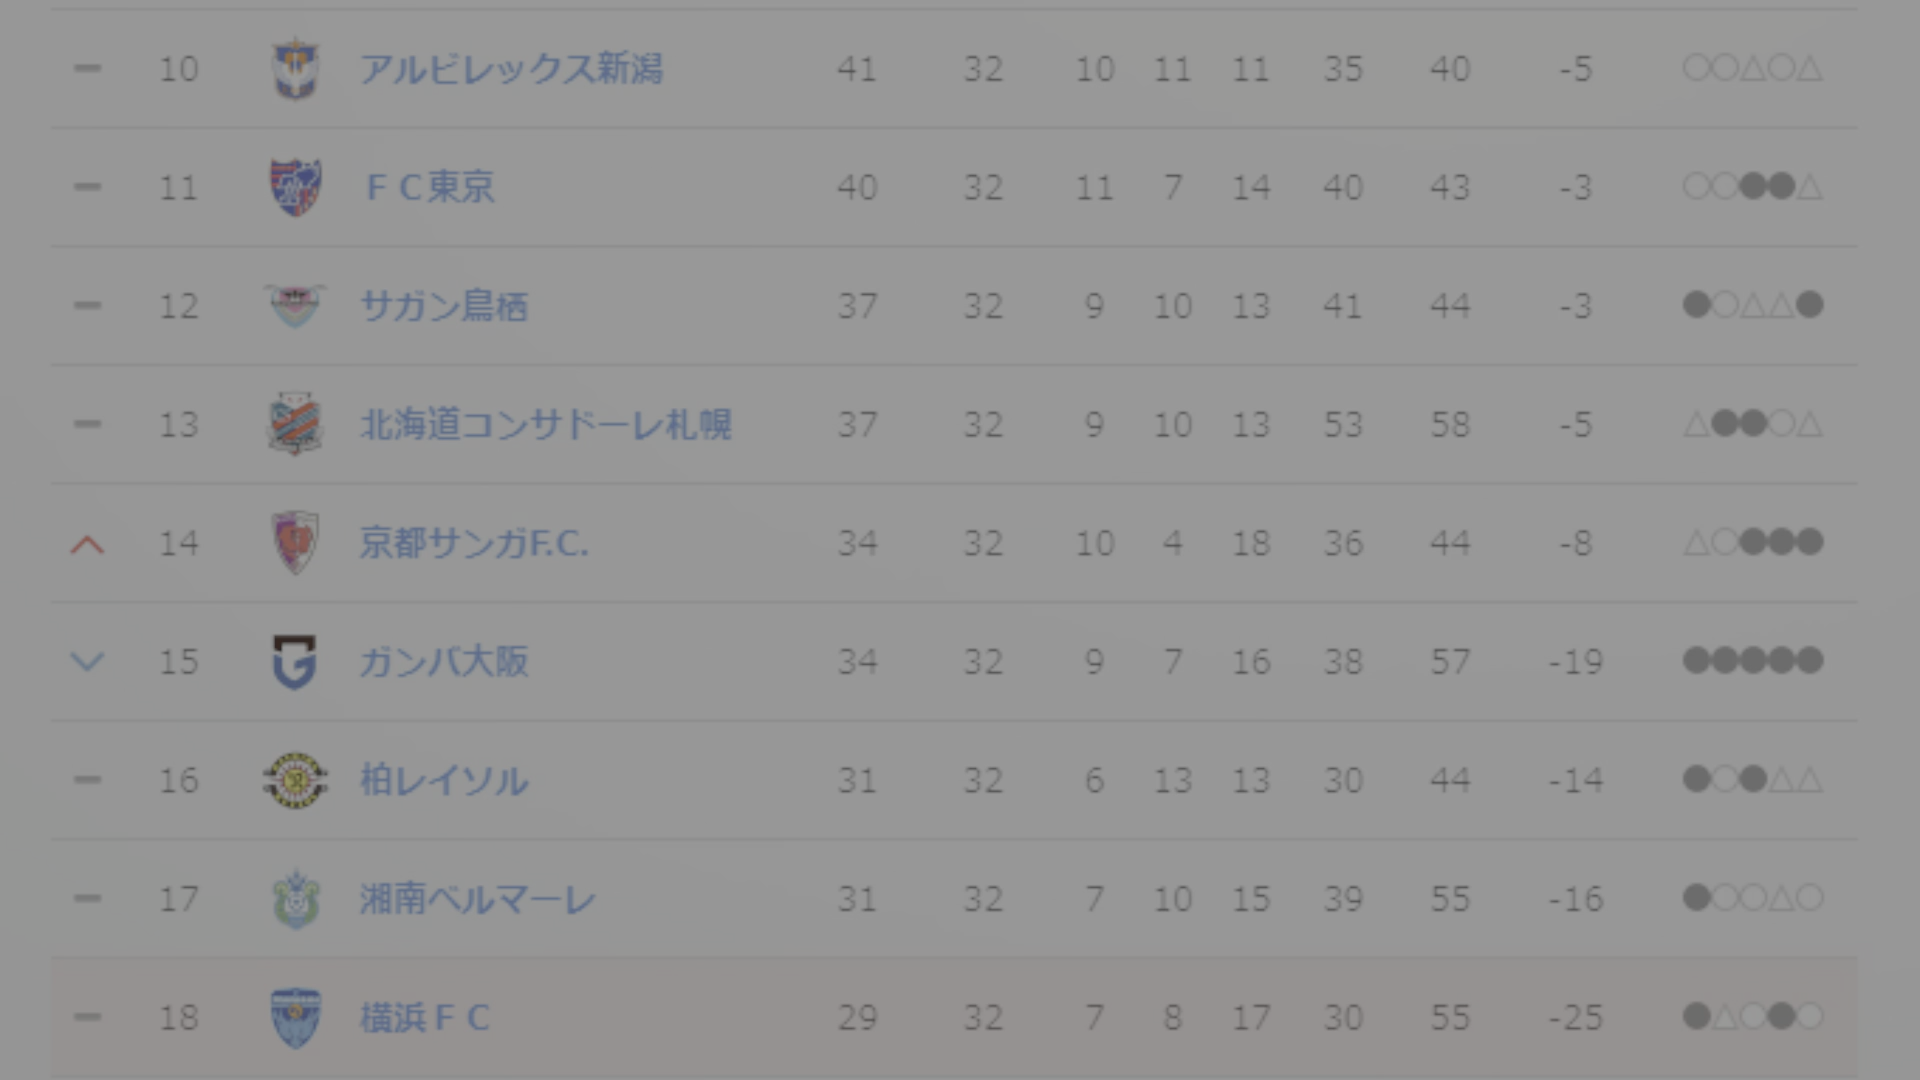 10 アルビレックス新潟 41 32 10 11 11 35 40 -5 ○○△○△
11 ＦＣ東京 40 32 11 7 14 40 43 -3 ○○●●△
12 サガン鳥栖 37 32 9 10 13 41 44 -3 ●○△△●
13 北海道コンサドーレ札幌 37 32 9 10 13 53 58 -5 △●●○△
14 京都サンガF.C. 34 32 10 4 18 36 44 -8 △○●●●
15 ガンバ大阪 34 32 9 7 16 38 57 -19 ●●●●●
16 柏レイソル 31 32 6 13 13 30 44 -14 ●○●△△
17 湘南ベルマーレ 31 32 7 10 15 39 55 -16 ●○○△○
18 横浜ＦＣ 29 32 7 8 17 30 55 -25 ●△○●○